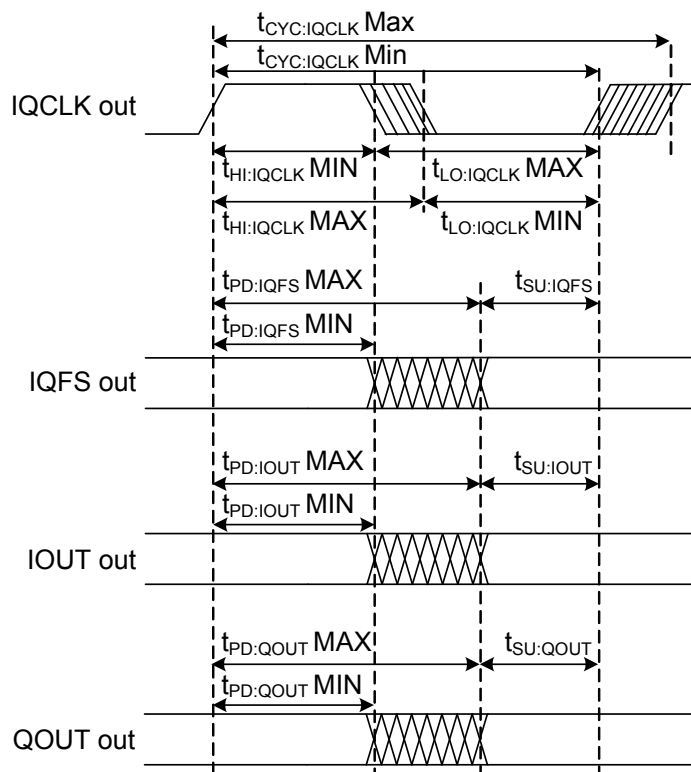 tCYC:IQCLK Max
tCYC:IQCLK Min
IQCLK out
tHI:IQCLK MIN tLO:IQCLK MAX
tHI:IQCLK MAX tLO:IQCLK MIN
tPD:IQFS MAX tSU:IQFS
tPD:IQFS MIN
IQFS out
tPD:IOUT MAX tSU:IOUT
tPD:IOUT MIN
IOUT out
tPD:QOUT MAX tSU:QOUT
tPD:QOUT MIN
QOUT out